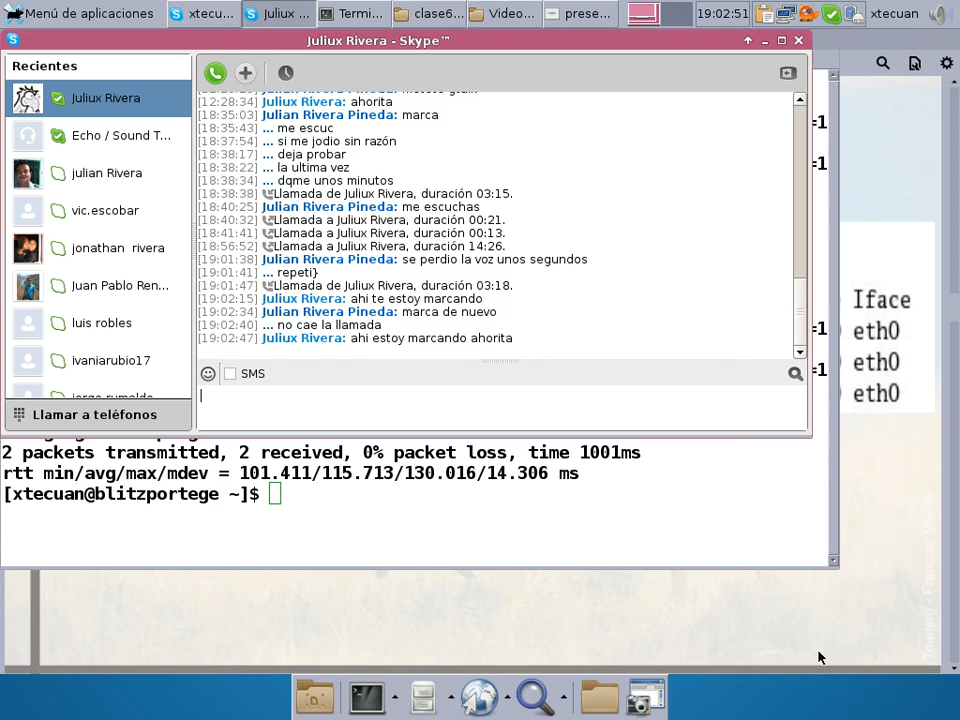 Menú de aplicaciones
xtecu...
Juliux ...
Termi...
clase6...
Video...
prese...
19:02:51
xtecuan
Juliux Rivera - Skype™
Recientes
Juliux Rivera
Echo / Sound T...
julian Rivera
vic.escobar
jonathan rivera
Juan Pablo Ren...
luis robles
ivaniarubio17
Llamar a teléfonos
[12:28:34] Juliux Rivera: ahorita
[18:35:03] Julian Rivera Pineda: marca
[18:35:43] ... me escuc
[18:37:54] ... si me jodio sin razón
[18:38:17] ... deja probar
[18:38:22] ... la ultima vez
[18:38:34] ... dqme unos minutos
[18:38:38] Llamada de Juliux Rivera, duración 03:15.
[18:40:25] Julian Rivera Pineda: me escuchas
[18:40:32] Llamada a Juliux Rivera, duración 00:21.
[18:41:41] Llamada a Juliux Rivera, duración 00:13.
[18:56:52] Llamada a Juliux Rivera, duración 14:26.
[19:01:38] Julian Rivera Pineda: se perdio la voz unos segundos
[19:01:41] ... repeti}
[19:01:47] Llamada de Juliux Rivera, duración 03:18.
[19:02:15] Juliux Rivera: ahi te estoy marcando
[19:02:34] Julian Rivera Pineda: marca de nuevo
[19:02:40] ... no cae la llamada
[19:02:47] Juliux Rivera: ahi estoy marcando ahorita
SMS
=1
=1
=1
=1
Iface
eth0
eth0
eth0
2 packets transmitted, 2 received, 0% packet loss, time 1001ms
rtt min/avg/max/mdev = 101.411/115.713/130.016/14.306 ms
[xtecuan@blitzportege ~]$